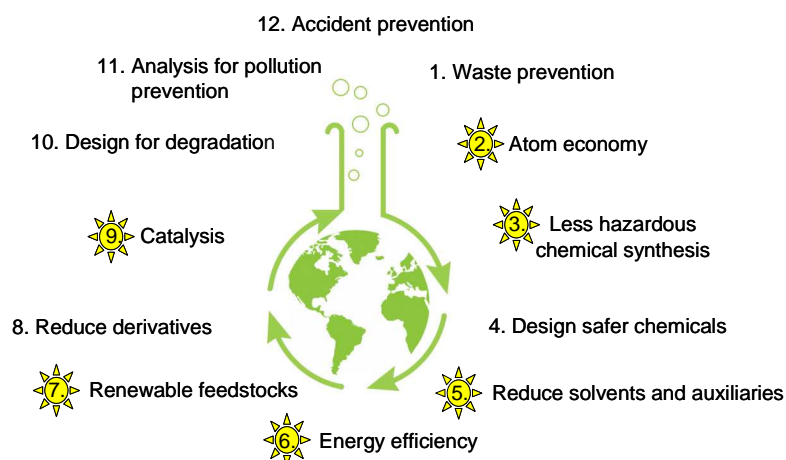 12. Accident prevention
11. Analysis for pollution
prevention
1. Waste prevention
10. Design for degradation
2. Atom economy
9. Catalysis
3. Less hazardous
chemical synthesis
8. Reduce derivatives
4. Design safer chemicals
7. Renewable feedstocks
5. Reduce solvents and auxiliaries
6. Energy efficiency